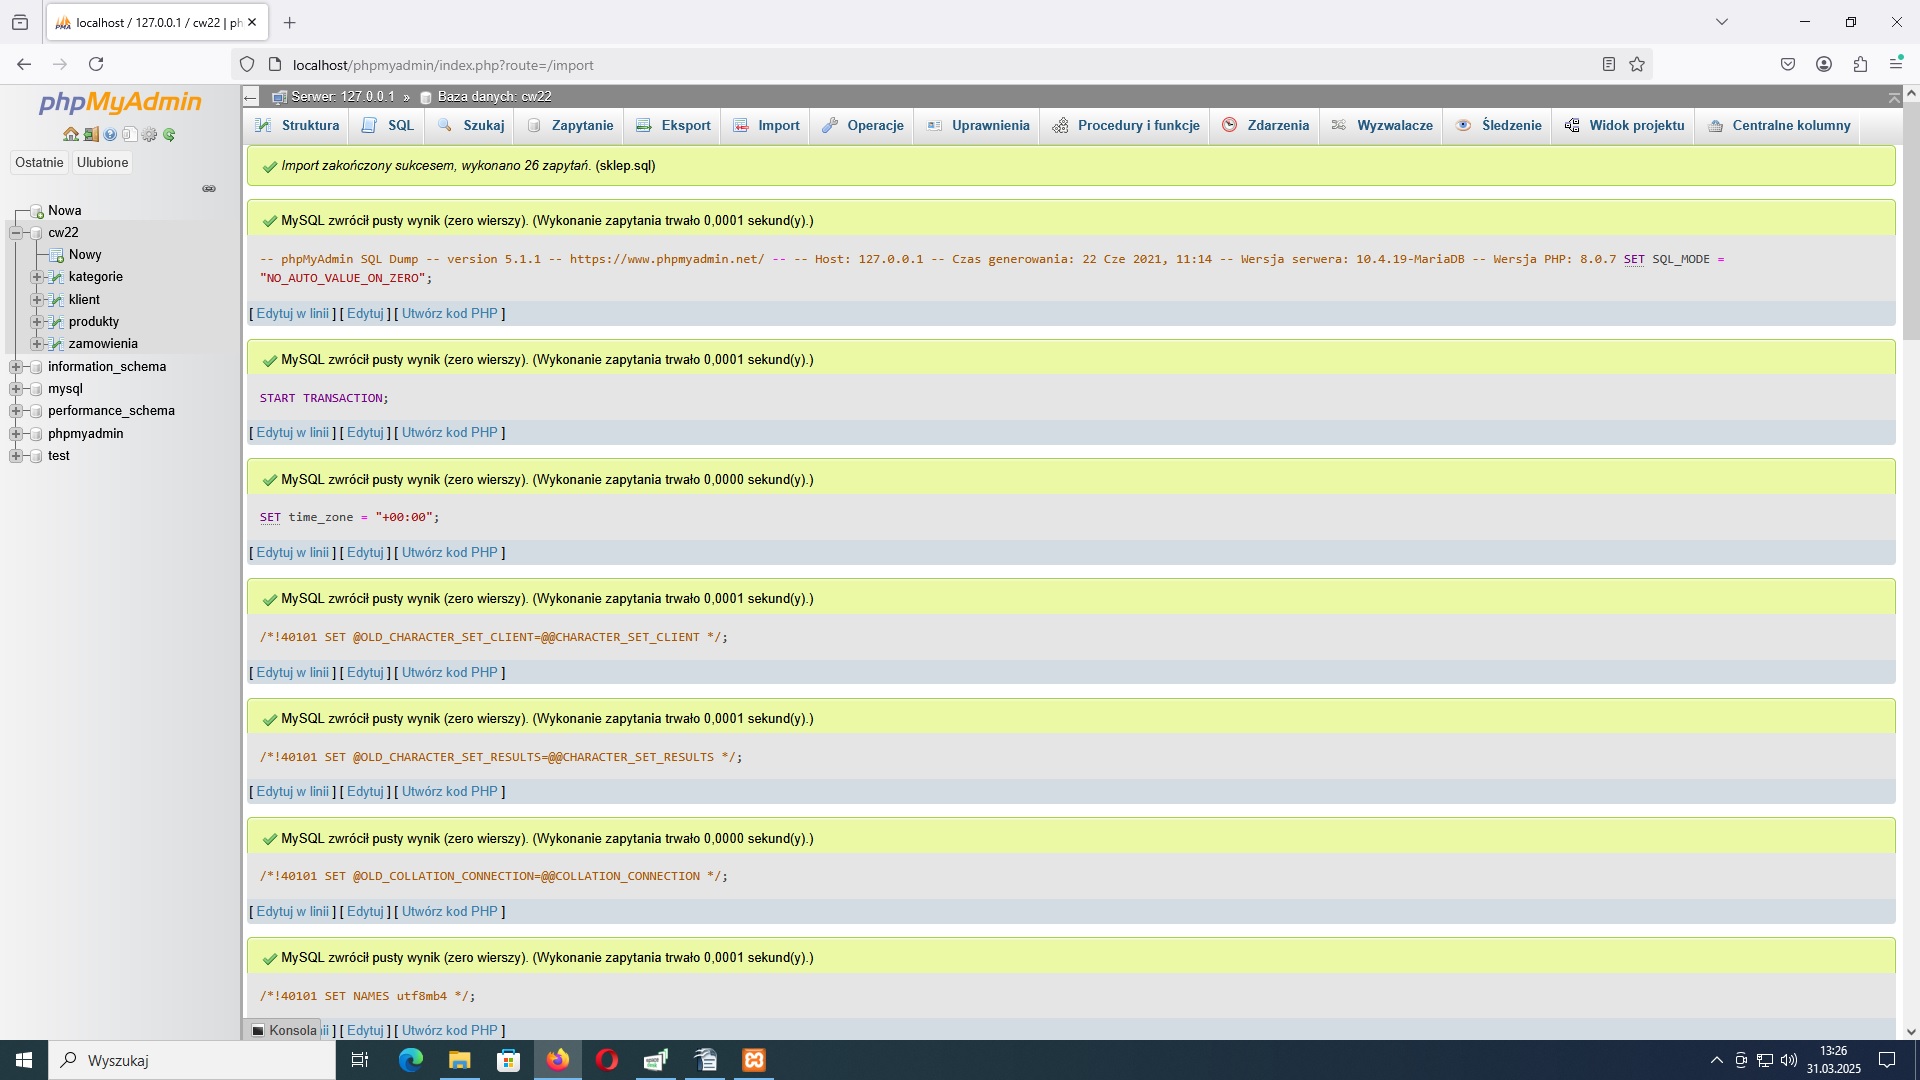 localhost / 127.0.0.1 / cw22 | ph
localhost/phpmyadmin/index.php?route=/import
phpMyAdmin
Ostatnie Ulubione
Nowa
cw22
Nowy
kategorie
klient
produkty
zamowienia
information_schema
mysql
performance_schema
phpmyadmin
test
Serwer: 127.0.0.1 » Baza danych: cw22
Struktura SQL Szukaj Zapytanie Eksport Import Operacje Uprawnienia Procedury i funkcje Zdarzenia Wyzwalacze Śledzenie Widok projektu Centralne kolumny
Import zakończony sukcesem, wykonano 26 zapytań. (sklep.sql)
MySQL zwrócił pusty wynik (zero wierszy). (Wykonanie zapytania trwało 0,0001 sekund(y).)
-- phpMyAdmin SQL Dump -- version 5.1.1 -- https://www.phpmyadmin.net/ -- -- Host: 127.0.0.1 -- Czas generowania: 22 Cze 2021, 11:14 -- Wersja serwera: 10.4.19-MariaDB -- Wersja PHP: 8.0.7 SET SQL_MODE =
"NO_AUTO_VALUE_ON_ZERO";
[ Edytuj w linii ] [ Edytuj ] [ Utwórz kod PHP ]
MySQL zwrócił pusty wynik (zero wierszy). (Wykonanie zapytania trwało 0,0001 sekund(y).)
START TRANSACTION;
[ Edytuj w linii ] [ Edytuj ] [ Utwórz kod PHP ]
MySQL zwrócił pusty wynik (zero wierszy). (Wykonanie zapytania trwało 0,0000 sekund(y).)
SET time_zone = "+00:00";
[ Edytuj w linii ] [ Edytuj ] [ Utwórz kod PHP ]
MySQL zwrócił pusty wynik (zero wierszy). (Wykonanie zapytania trwało 0,0001 sekund(y).)
/*!40101 SET @OLD_CHARACTER_SET_CLIENT=@@CHARACTER_SET_CLIENT */;
[ Edytuj w linii ] [ Edytuj ] [ Utwórz kod PHP ]
MySQL zwrócił pusty wynik (zero wierszy). (Wykonanie zapytania trwało 0,0001 sekund(y).)
/*!40101 SET @OLD_CHARACTER_SET_RESULTS=@@CHARACTER_SET_RESULTS */;
[ Edytuj w linii ] [ Edytuj ] [ Utwórz kod PHP ]
MySQL zwrócił pusty wynik (zero wierszy). (Wykonanie zapytania trwało 0,0000 sekund(y).)
/*!40101 SET @OLD_COLLATION_CONNECTION=@@COLLATION_CONNECTION */;
[ Edytuj w linii ] [ Edytuj ] [ Utwórz kod PHP ]
MySQL zwrócił pusty wynik (zero wierszy). (Wykonanie zapytania trwało 0,0001 sekund(y).)
/*!40101 SET NAMES utf8mb4 */;
Konsola ii ] [ Edytuj ] [ Utwórz kod PHP ]
Wyszukaj
13:26
31.03.2025